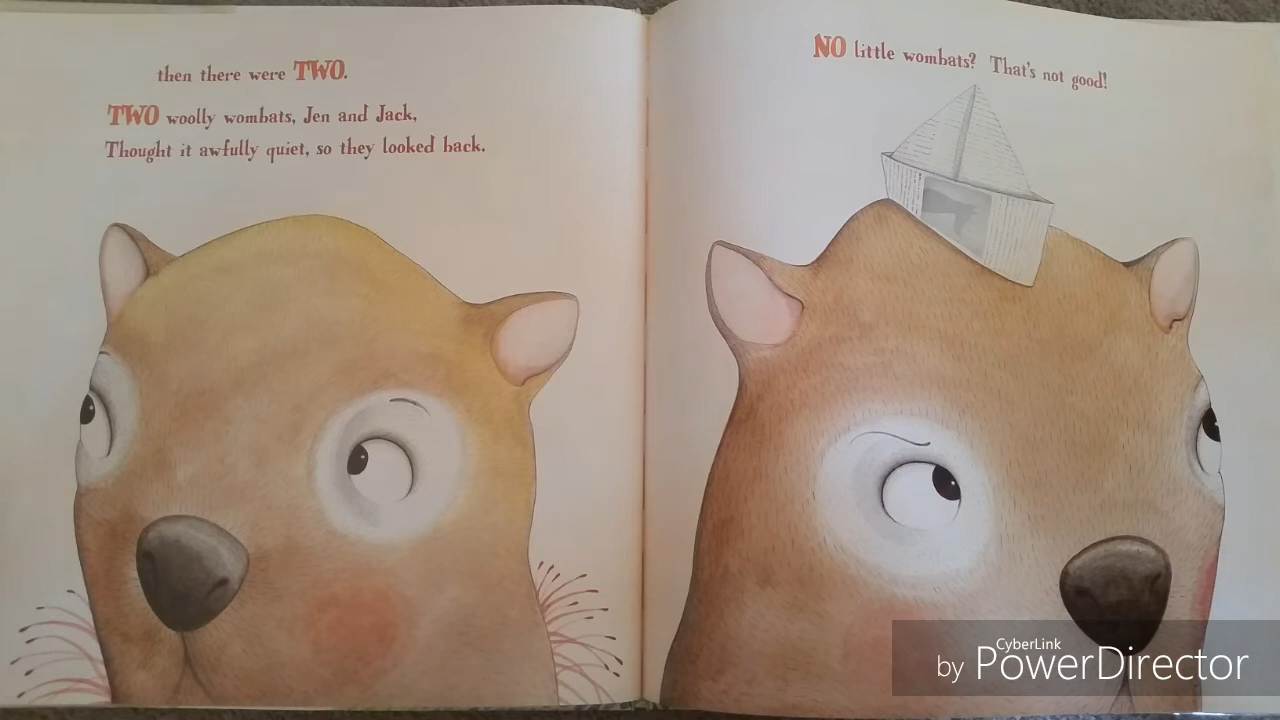 then there were TWO.
TWO woolly wombats, Jen and Jack,
Thought it awfully quiet, so they looked back.
NO little wombats? That's not good!
CyberLink
by PowerDirector